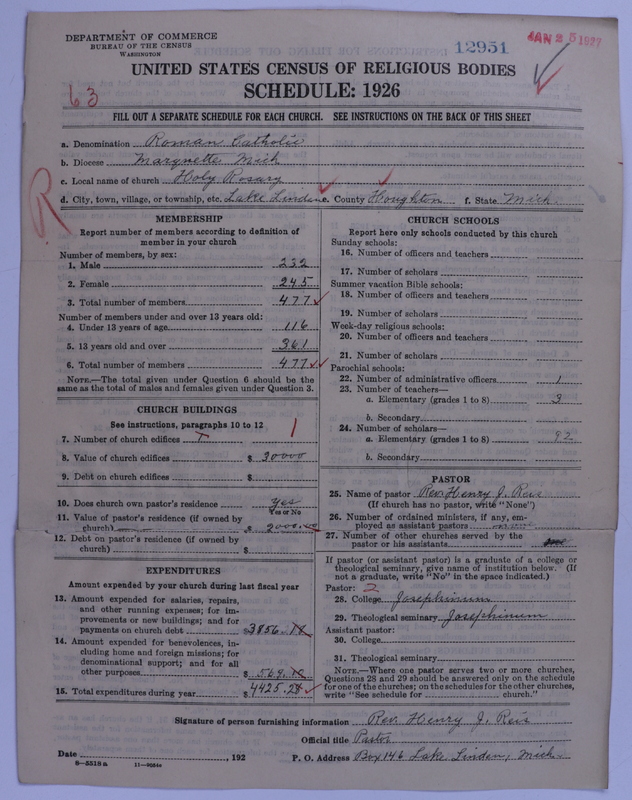 DEPARTMENT OF COMMERCE
BUREAU OF THE CENSUS
WASHINGTON
12951
JAN 25 1927
UNITED STATES CENSUS OF RELIGIOUS BODIES
SCHEDULE: 1926
63
FILL OUT A SEPARATE SCHEDULE FOR EACH CHURCH. SEE INSTRUCTIONS ON THE BACK OF THIS SHEET
a. Denomination Roman Catholic
b. Diocese Marquette Mich
c. Local name of church Holy Rosary
d. City, town, village, or township, etc. Lake Linden e. County Houghton f. State Mich.
R
MEMBERSHIP
Report number of members according to definition of
member in your church
Number of members, by sex:
1. Male 232
2. Female 245
3. Total number of members 477
Number of members under and over 13 years old:
4. Under 13 years of age 116
5. 13 years old and over 361
6. Total number of members 477
NOTE.—The total given under Question 6 should be the
same as the total of males and females given under Question 3.
CHURCH BUILDINGS
See instructions, paragraphs 10 to 12
7. Number of church edifices 1
8. Value of church edifices $ 30000
9. Debt on church edifices $
10. Does church own pastor's residence yes
Yes or No
11. Value of pastor's residence (if owned by
church) $ 2000.00
12. Debt on pastor's residence (if owned by
church) $
EXPENDITURES
Amount expended by your church during last fiscal year
13. Amount expended for salaries, repairs,
and other running expenses; for im-
provements or new buildings; and for
payments on church debt $3856.
14. Amount expended for benevolences, in-
cluding home and foreign missions; for
denominational support; and for all
other purposes $ 569.
15. Total expenditures during year $ 4425.28
CHURCH SCHOOLS
Report here only schools conducted by this church
Sunday schools:
16. Number of officers and teachers
17. Number of scholars
Summer vacation Bible schools:
18. Number of officers and teachers
19. Number of scholars
Week-day religious schools:
20. Number of officers and teachers
21. Number of scholars
Parochial schools:
22. Number of administrative officers 1
23. Number of teachers—
a. Elementary (grades 1 to 8) 3
b. Secondary
24. Number of scholars—
a. Elementary (grades 1 to 8) 92
b. Secondary
PASTOR
25. Name of pastor Rev. Henry J. Reis
(If church has no pastor, write "None")
26. Number of ordained ministers, if any, em-
ployed as assistant pastors
27. Number of other churches served by the
pastor or his assistants
If pastor (or assistant pastor) is a graduate of a college or
theological seminary, give name of institution below. (If
not a graduate, write "No" in the space indicated.)
Pastor: 2
28. College Josephinum
29. Theological seminary Josephinum
Assistant pastor:
30. College
31. Theological seminary
NOTE.—Where one pastor serves two or more churches,
Questions 28 and 29 should be answered only on the schedule
for one of the churches; on the schedules for the other churches,
write "See schedule for church."
Signature of person furnishing information Rev. Henry J. Reis
Official title Pastor
Date , 192
P. O. Address Box 146 Lake Linden, Mich.
8—5518a